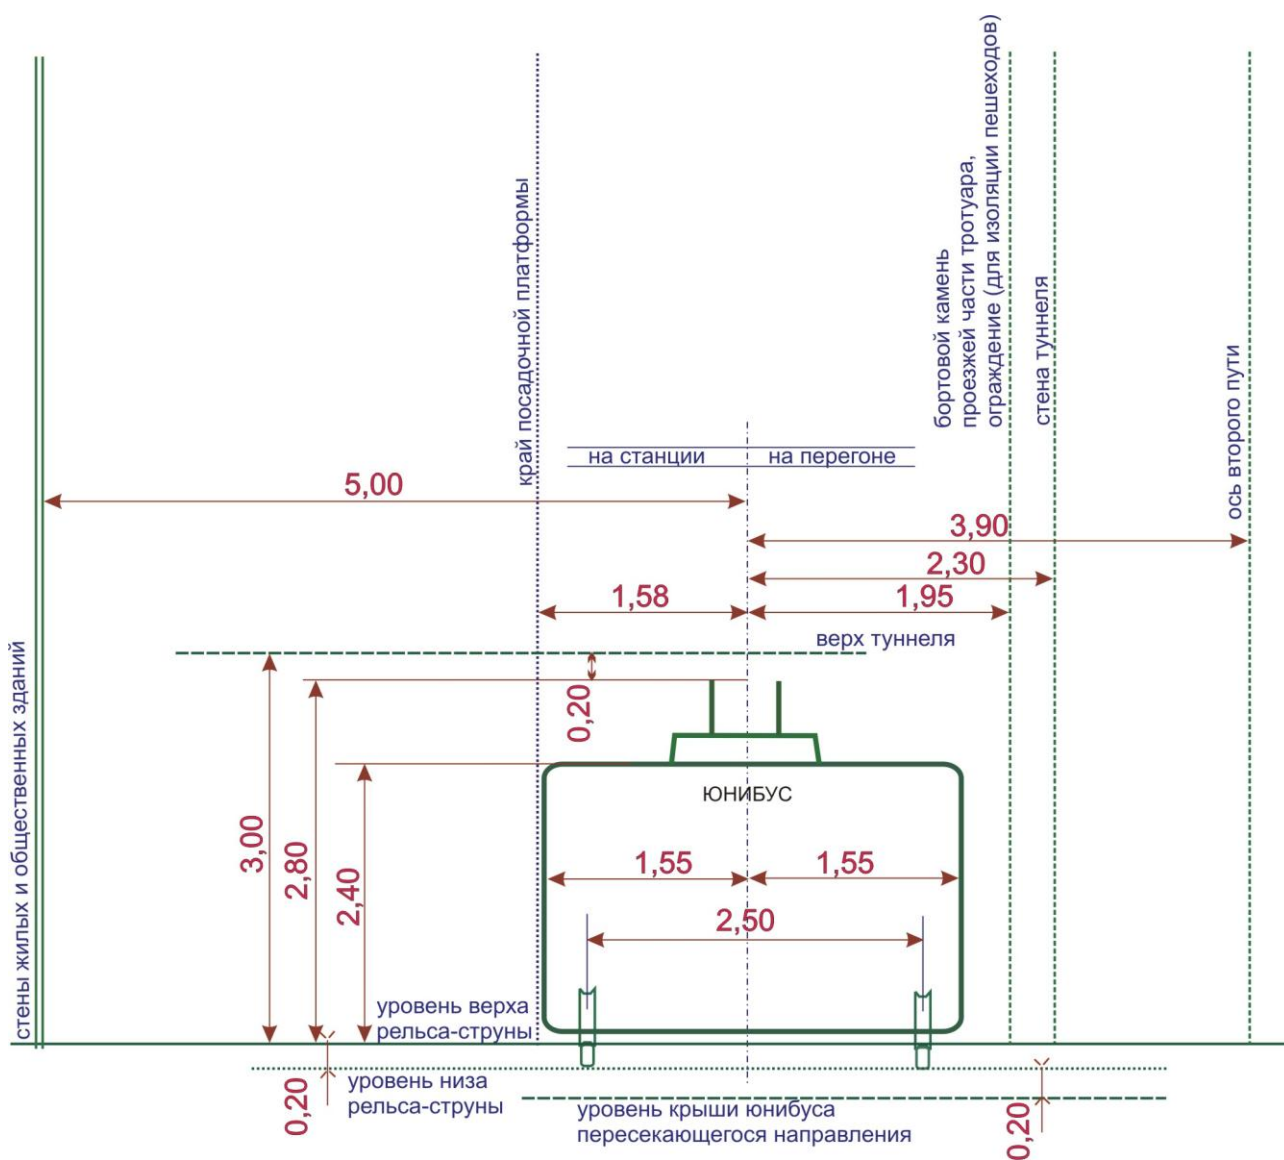 стены жилых и общественных зданий
край посадочной платформы
бортовой камень
проезжей части тротуара,
ограждение (для изоляции пешеходов)
стена туннеля
ось второго пути
на станции
на перегоне
5,00
3,90
2,30
1,58
1,95
верх туннеля
0,20
3,00
2,80
2,40
ЮНИБУС
1,55
1,55
2,50
уровень верха
рельса-струны
0,20
уровень низа
рельса-струны
уровень крыши юнибуса
пересекающегося направления
0,20